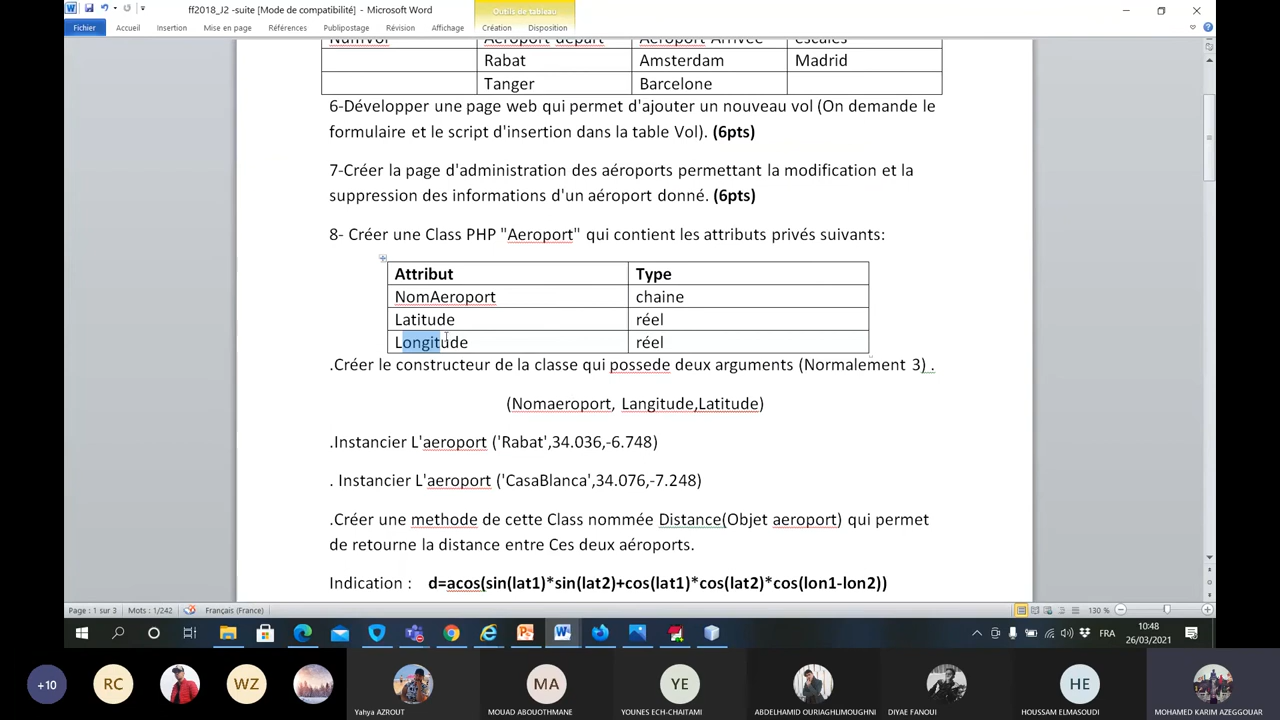 ff2018_J2 -suite [Mode de compatibilité] - Microsoft Word
Outils de tableau
Fichier Accueil Insertion Mise en page Références Publipostage Révision Affichage Création Disposition
NumVol Aéroport départ Aéroport Arrivée escales
Rabat Amsterdam Madrid
Tanger Barcelone
6-Développer une page web qui permet d'ajouter un nouveau vol (On demande le
formulaire et le script d'insertion dans la table Vol). (6pts)
7-Créer la page d'administration des aéroports permettant la modification et la
suppression des informations d'un aéroport donné. (6pts)
8- Créer une Class PHP "Aeroport" qui contient les attributs privés suivants:
Attribut Type
NomAeroport chaine
Latitude réel
Longitude réel
.Créer le constructeur de la classe qui possede deux arguments (Normalement 3) .
(Nomaeroport, Langitude,Latitude)
.Instancier L'aeroport ('Rabat',34.036,-6.748)
. Instancier L'aeroport ('CasaBlanca',34.076,-7.248)
.Créer une methode de cette Class nommée Distance(Objet aeroport) qui permet
de retourne la distance entre Ces deux aéroports.
Indication : d=acos(sin(lat1)*sin(lat2)+cos(lat1)*cos(lat2)*cos(lon1-lon2))
Page : 1 sur 3 Mots : 1/242 Français (France) 130 %
FRA
10:48
26/03/2021
+10 RC WZ MA YE HE
Yahya AZROUT MOUAD ABOUOTHMANE YOUNES ECH-CHAITAMI ABDELHAMID OURIAGHLIMOUGHNI DIYAE FANOUI HOUSSAM ELMASOUDI MOHAMED KARIM AZEGGOUAR